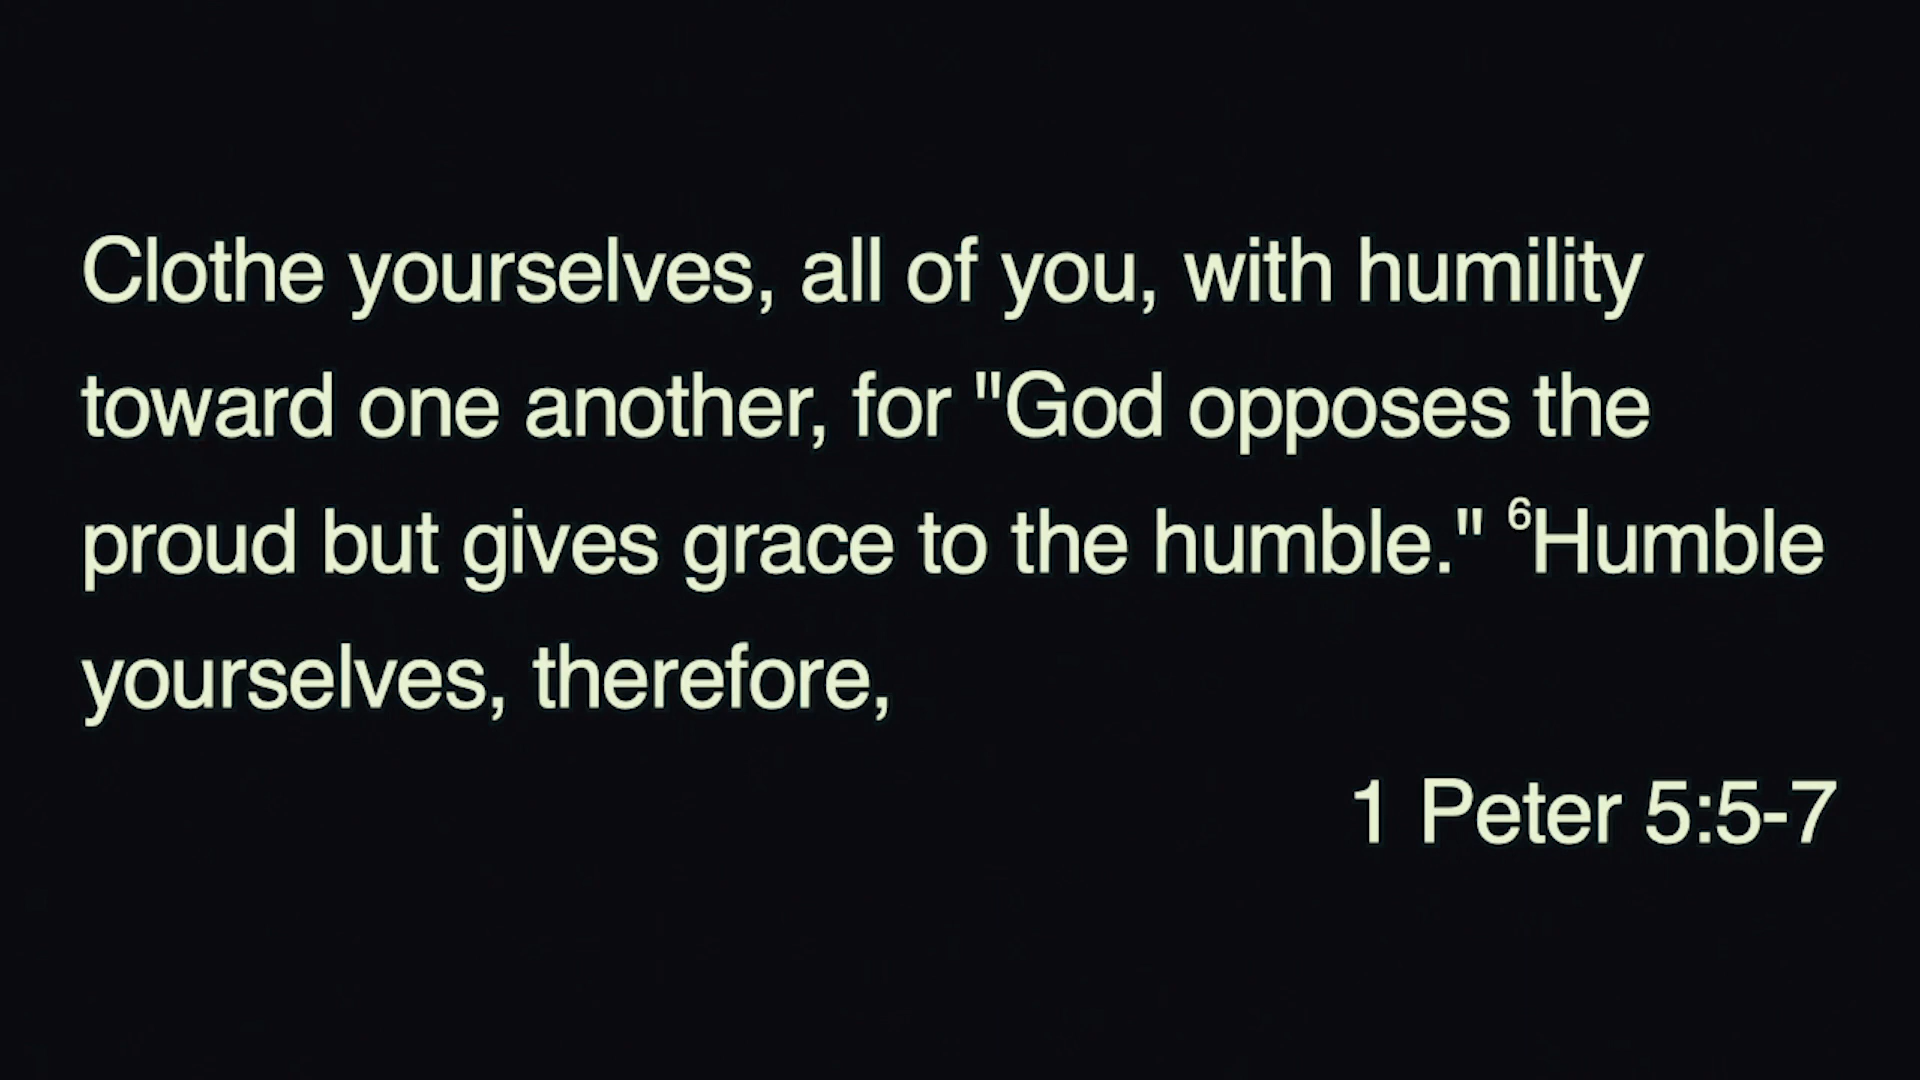 Clothe yourselves, all of you, with humility
toward one another, for "God opposes the
proud but gives grace to the humble." ⁶Humble
yourselves, therefore,
1 Peter 5:5-7